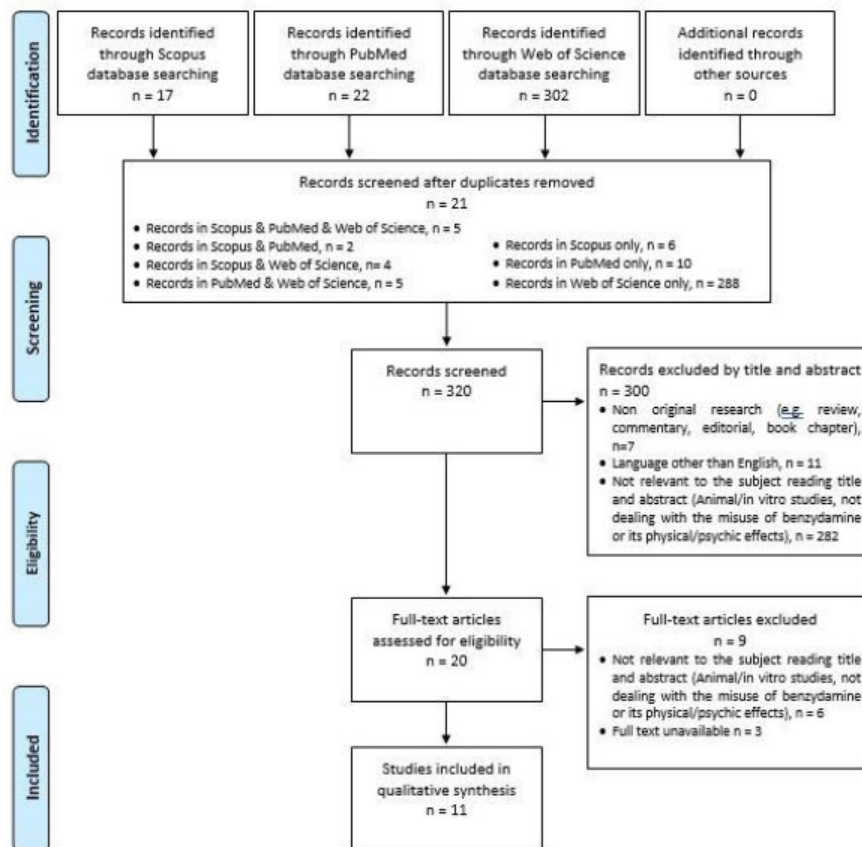 Identification
Records identified
through Scopus
database searching
n = 17
Records identified
through PubMed
database searching
n = 22
Records identified
through Web of Science
database searching
n = 302
Additional records
identified through
other sources
n = 0
Records screened after duplicates removed
n = 21
• Records in Scopus & PubMed & Web of Science, n = 5
• Records in Scopus & PubMed, n = 2
• Records in Scopus & Web of Science, n= 4
• Records in PubMed & Web of Science, n = 5
• Records in Scopus only, n = 6
• Records in PubMed only, n = 10
• Records in Web of Science only, n = 288
Screening
Records screened
n = 320
Records excluded by title and abstract
n = 300
• Non original research (e.g. review,
commentary, editorial, book chapter),
n=7
• Language other than English, n = 11
• Not relevant to the subject reading title
and abstract (Animal/in vitro studies, not
dealing with the misuse of benzydamine
or its physical/psychic effects), n = 282
Eligibility
Full-text articles
assessed for eligibility
n = 20
Full-text articles excluded
n = 9
• Not relevant to the subject reading title
and abstract (Animal/in vitro studies, not
dealing with the misuse of benzydamine
or its physical/psychic effects), n = 6
• Full text unavailable n = 3
Included
Studies included in
qualitative synthesis
n = 11